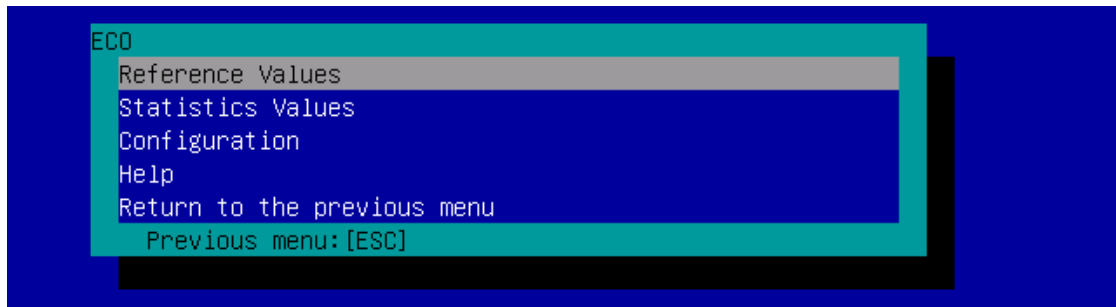 ECO
Reference Values
Statistics Values
Configuration
Help
Return to the previous menu
Previous menu:[ESC]